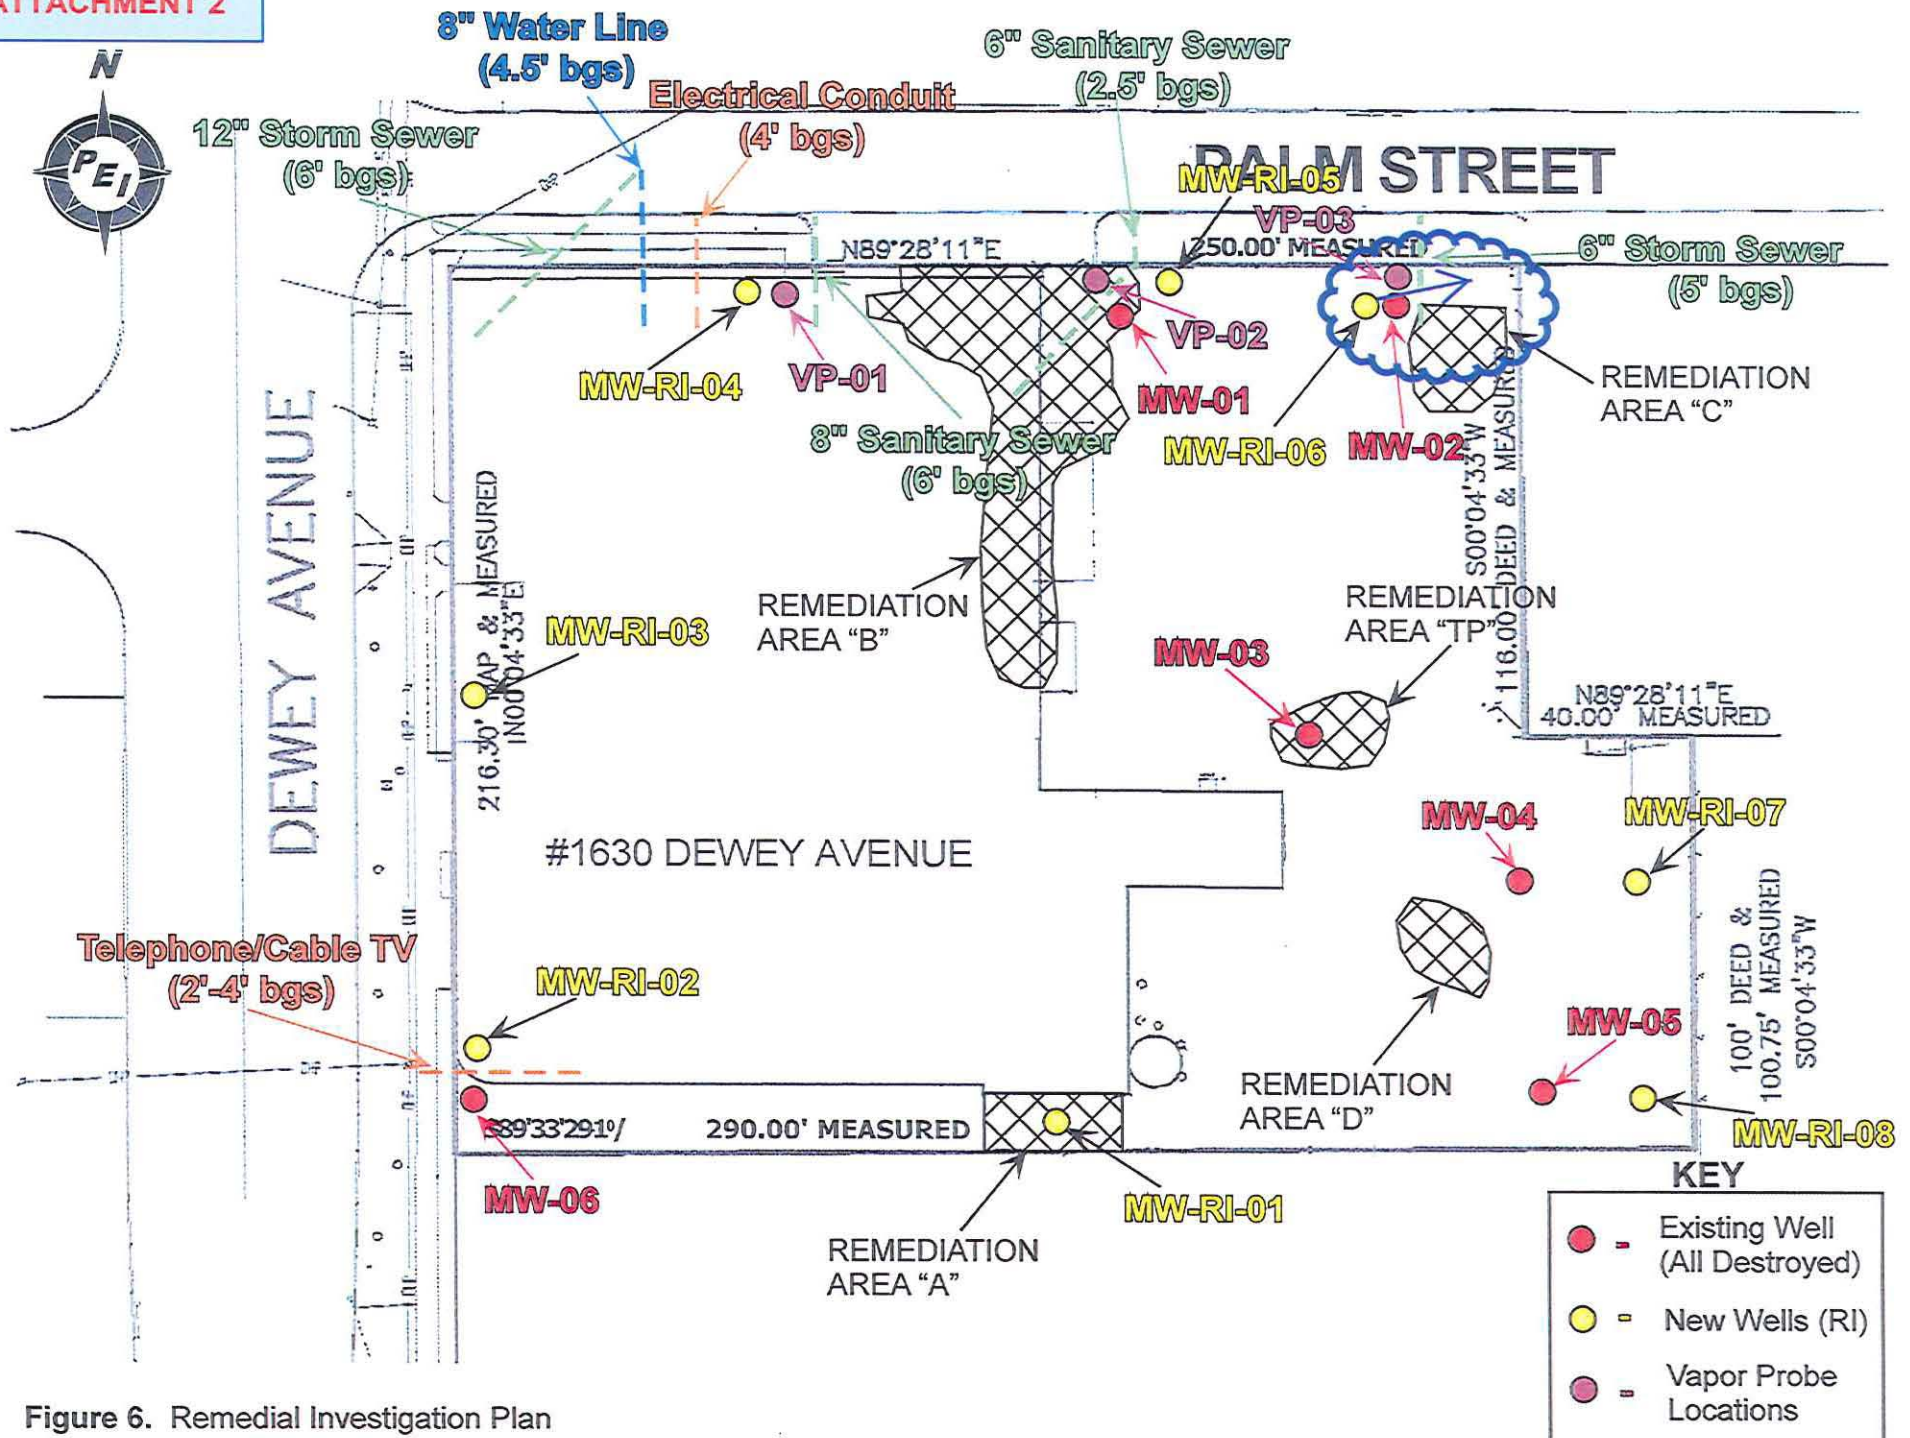 ATTACHMENT 2
N
PEI
8" Water Line
(4.5' bgs)
6" Sanitary Sewer
(2.5' bgs)
Electrical Conduit
(4' bgs)
12" Storm Sewer
(6' bgs)
PALM STREET
MW-RI-05
VP-03
N89°28'11"E
250.00' MEASURED
6" Storm Sewer
(5' bgs)
VP-02
MW-RI-04
VP-01
MW-01
REMEDIATION
AREA "C"
8" Sanitary Sewer
(6' bgs)
MW-RI-06
MW-02
DEWEY AVENUE
216.30' MAP & MEASURED
N00°04'33"E
S00°04'33"W
116.00 DEED & MEASURED
REMEDIATION
AREA "B"
REMEDIATION
AREA "TP"
MW-RI-03
MW-03
N89°28'11"E
40.00' MEASURED
MW-04
MW-RI-07
#1630 DEWEY AVENUE
100' DEED &
100.75' MEASURED
S00°04'33"W
Telephone/Cable TV
(2'-4' bgs)
MW-RI-02
MW-05
REMEDIATION
AREA "D"
290.00' MEASURED
MW-RI-08
MW-06
MW-RI-01
REMEDIATION
AREA "A"
KEY
- Existing Well
(All Destroyed)
- New Wells (RI)
- Vapor Probe
Locations
Figure 6. Remedial Investigation Plan